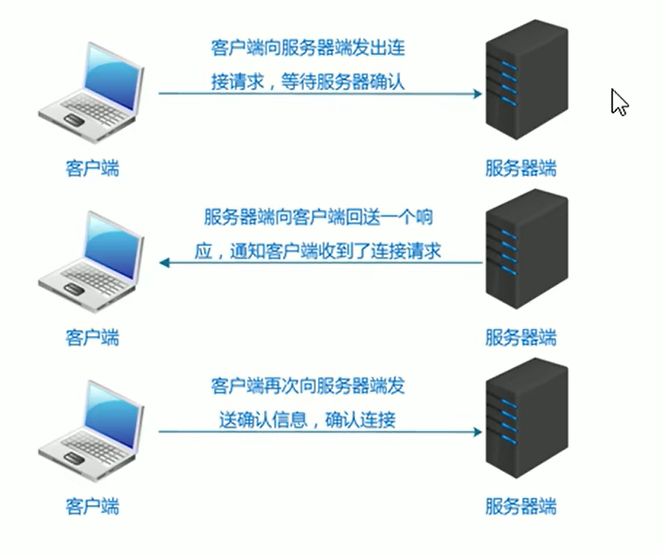 客户端向服务器端发出连
接请求，等待服务器确认
客户端
服务器端
服务器端向客户端回送一个响
应，通知客户端收到了连接请求
客户端
服务器端
客户端再次向服务器端发
送确认信息，确认连接
客户端
服务器端